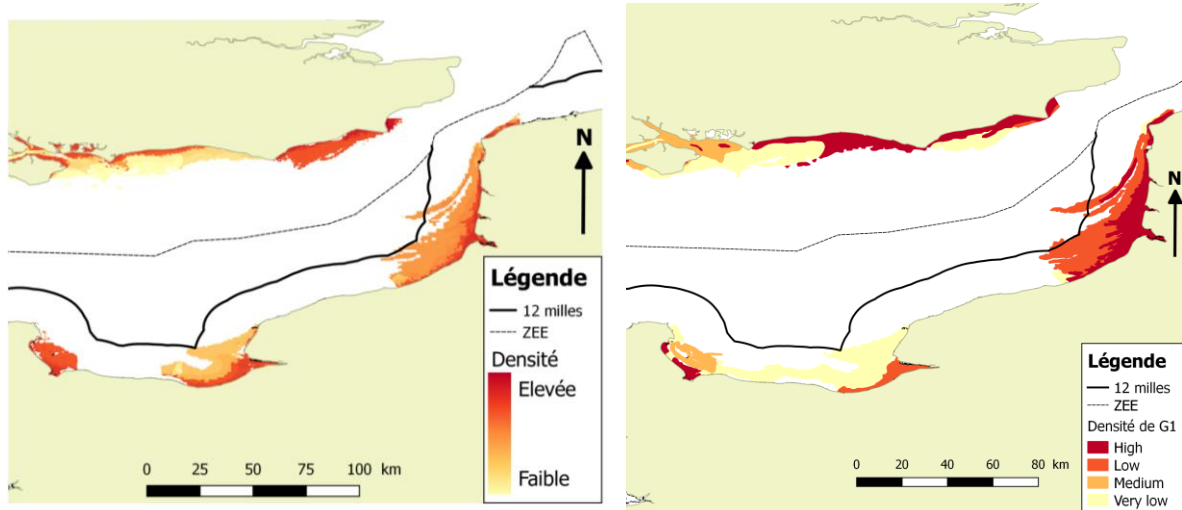 N
Légende
12 milles
ZEE
Densité
Elevée
Faible
0 25 50 75 100 km
N
Légende
12 milles
ZEE
Densité de G1
High
Low
Medium
Very low
0 20 40 60 80 km